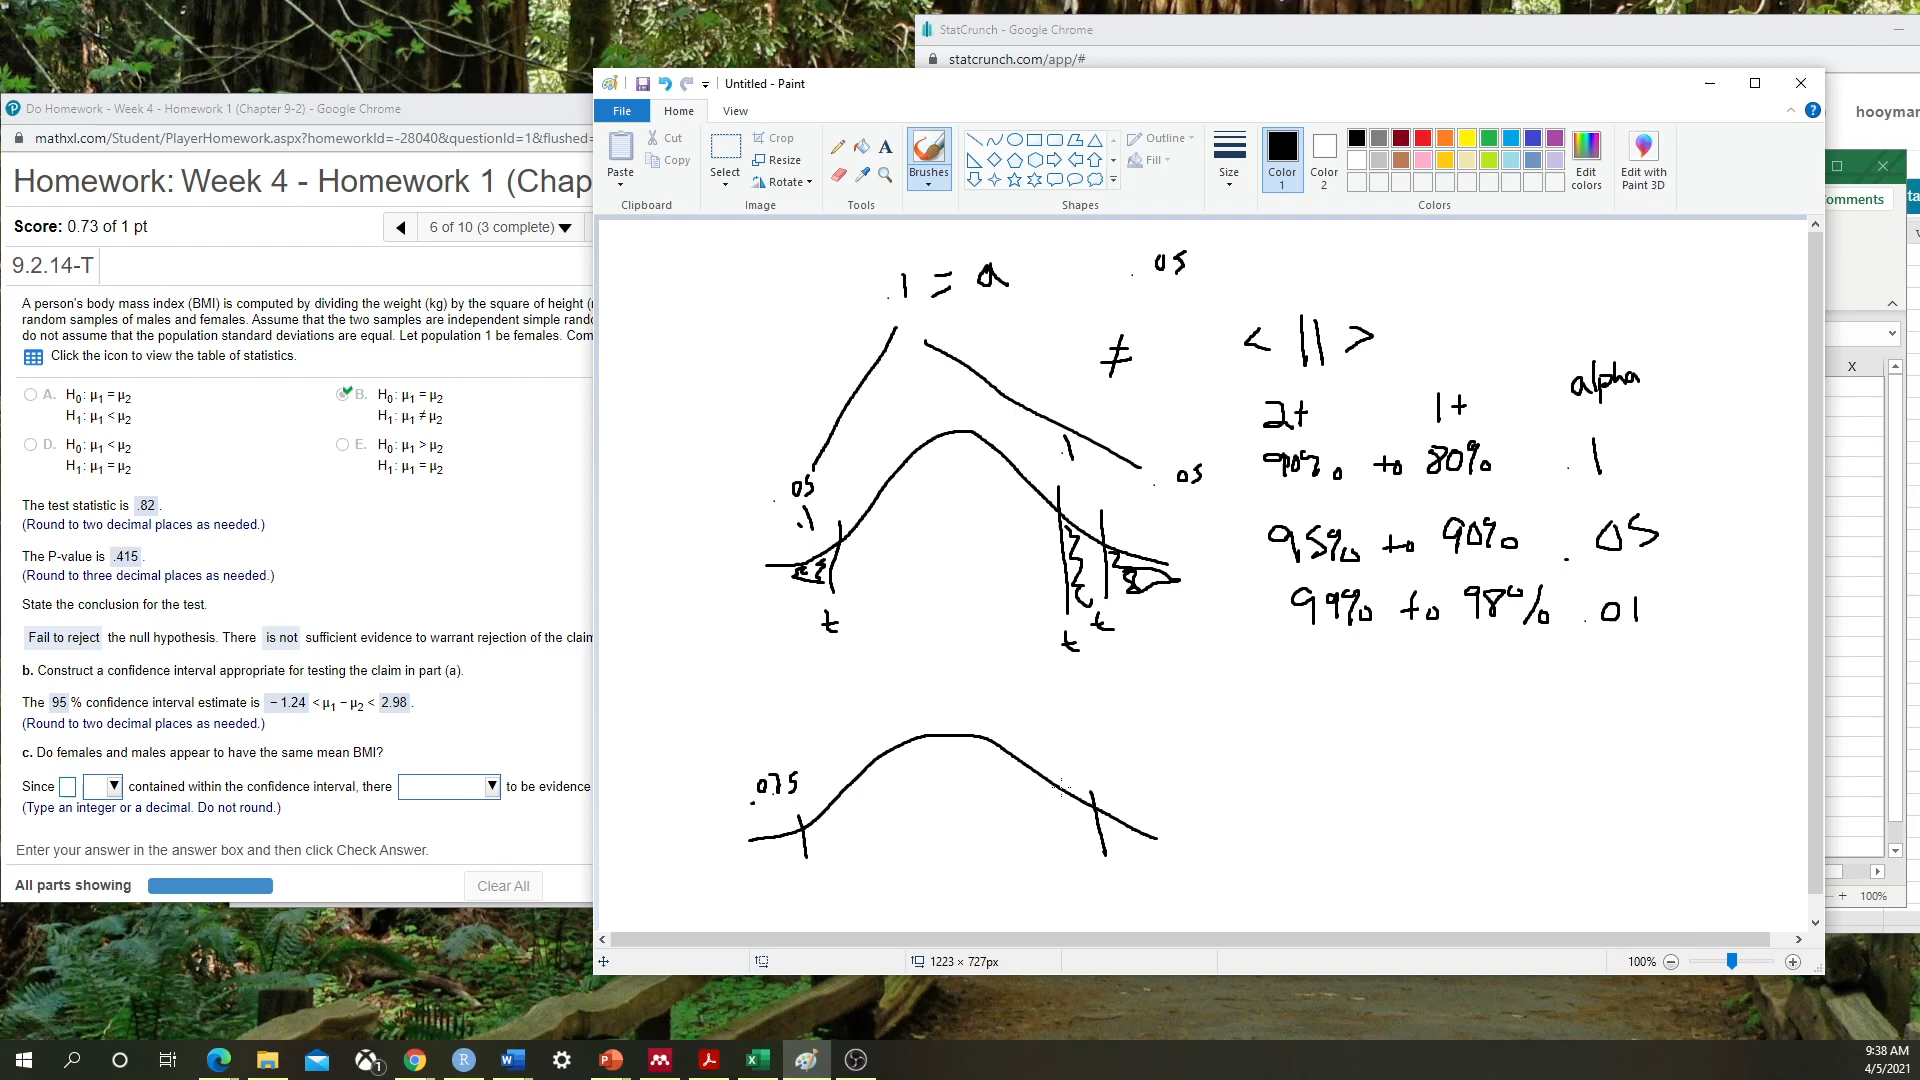 StatCrunch - Google Chrome
statcrunch.com/app/#
Untitled - Paint
File
Home
View
Do Homework - Week 4 - Homework 1 (Chapter 9-2) - Google Chrome
mathxl.com/Student/PlayerHomework.aspx?homeworkId=-28040&questionId=1&flushed=
hooyman
Cut
Copy
Paste
Clipboard
Crop
Resize
Rotate
Select
Image
Tools
Brushes
Outline
Fill
Shapes
Size
Color 1
Color 2
Edit colors
Colors
Edit with Paint 3D
omments
Homework: Week 4 - Homework 1 (Chap
Score: 0.73 of 1 pt
6 of 10 (3 complete)
9.2.14-T
A person's body mass index (BMI) is computed by dividing the weight (kg) by the square of height (
random samples of males and females. Assume that the two samples are independent simple rando
do not assume that the population standard deviations are equal. Let population 1 be females. Com
Click the icon to view the table of statistics.
A. H0: μ1 = μ2
H1: μ1 < μ2
B. H0: μ1 = μ2
H1: μ1 ≠ μ2
D. H0: μ1 < μ2
H1: μ1 = μ2
E. H0: μ1 > μ2
H1: μ1 = μ2
The test statistic is .82.
(Round to two decimal places as needed.)
The P-value is .415.
(Round to three decimal places as needed.)
State the conclusion for the test.
Fail to reject the null hypothesis. There is not sufficient evidence to warrant rejection of the claim
b. Construct a confidence interval appropriate for testing the claim in part (a).
The 95 % confidence interval estimate is − 1.24 < μ1 − μ2 < 2.98.
(Round to two decimal places as needed.)
c. Do females and males appear to have the same mean BMI?
Since contained within the confidence interval, there to be evidence
(Type an integer or a decimal. Do not round.)
Enter your answer in the answer box and then click Check Answer.
All parts showing
Clear All
.1 = a
.05
≠
< || >
alpha
2t 1t
90% to 80% .1
95% to 90% .05
99% to 98% .01
.1
.05
.05
.1
t
t
t
.075
X
100%
1223 × 727px
100%
9:38 AM
4/5/2021